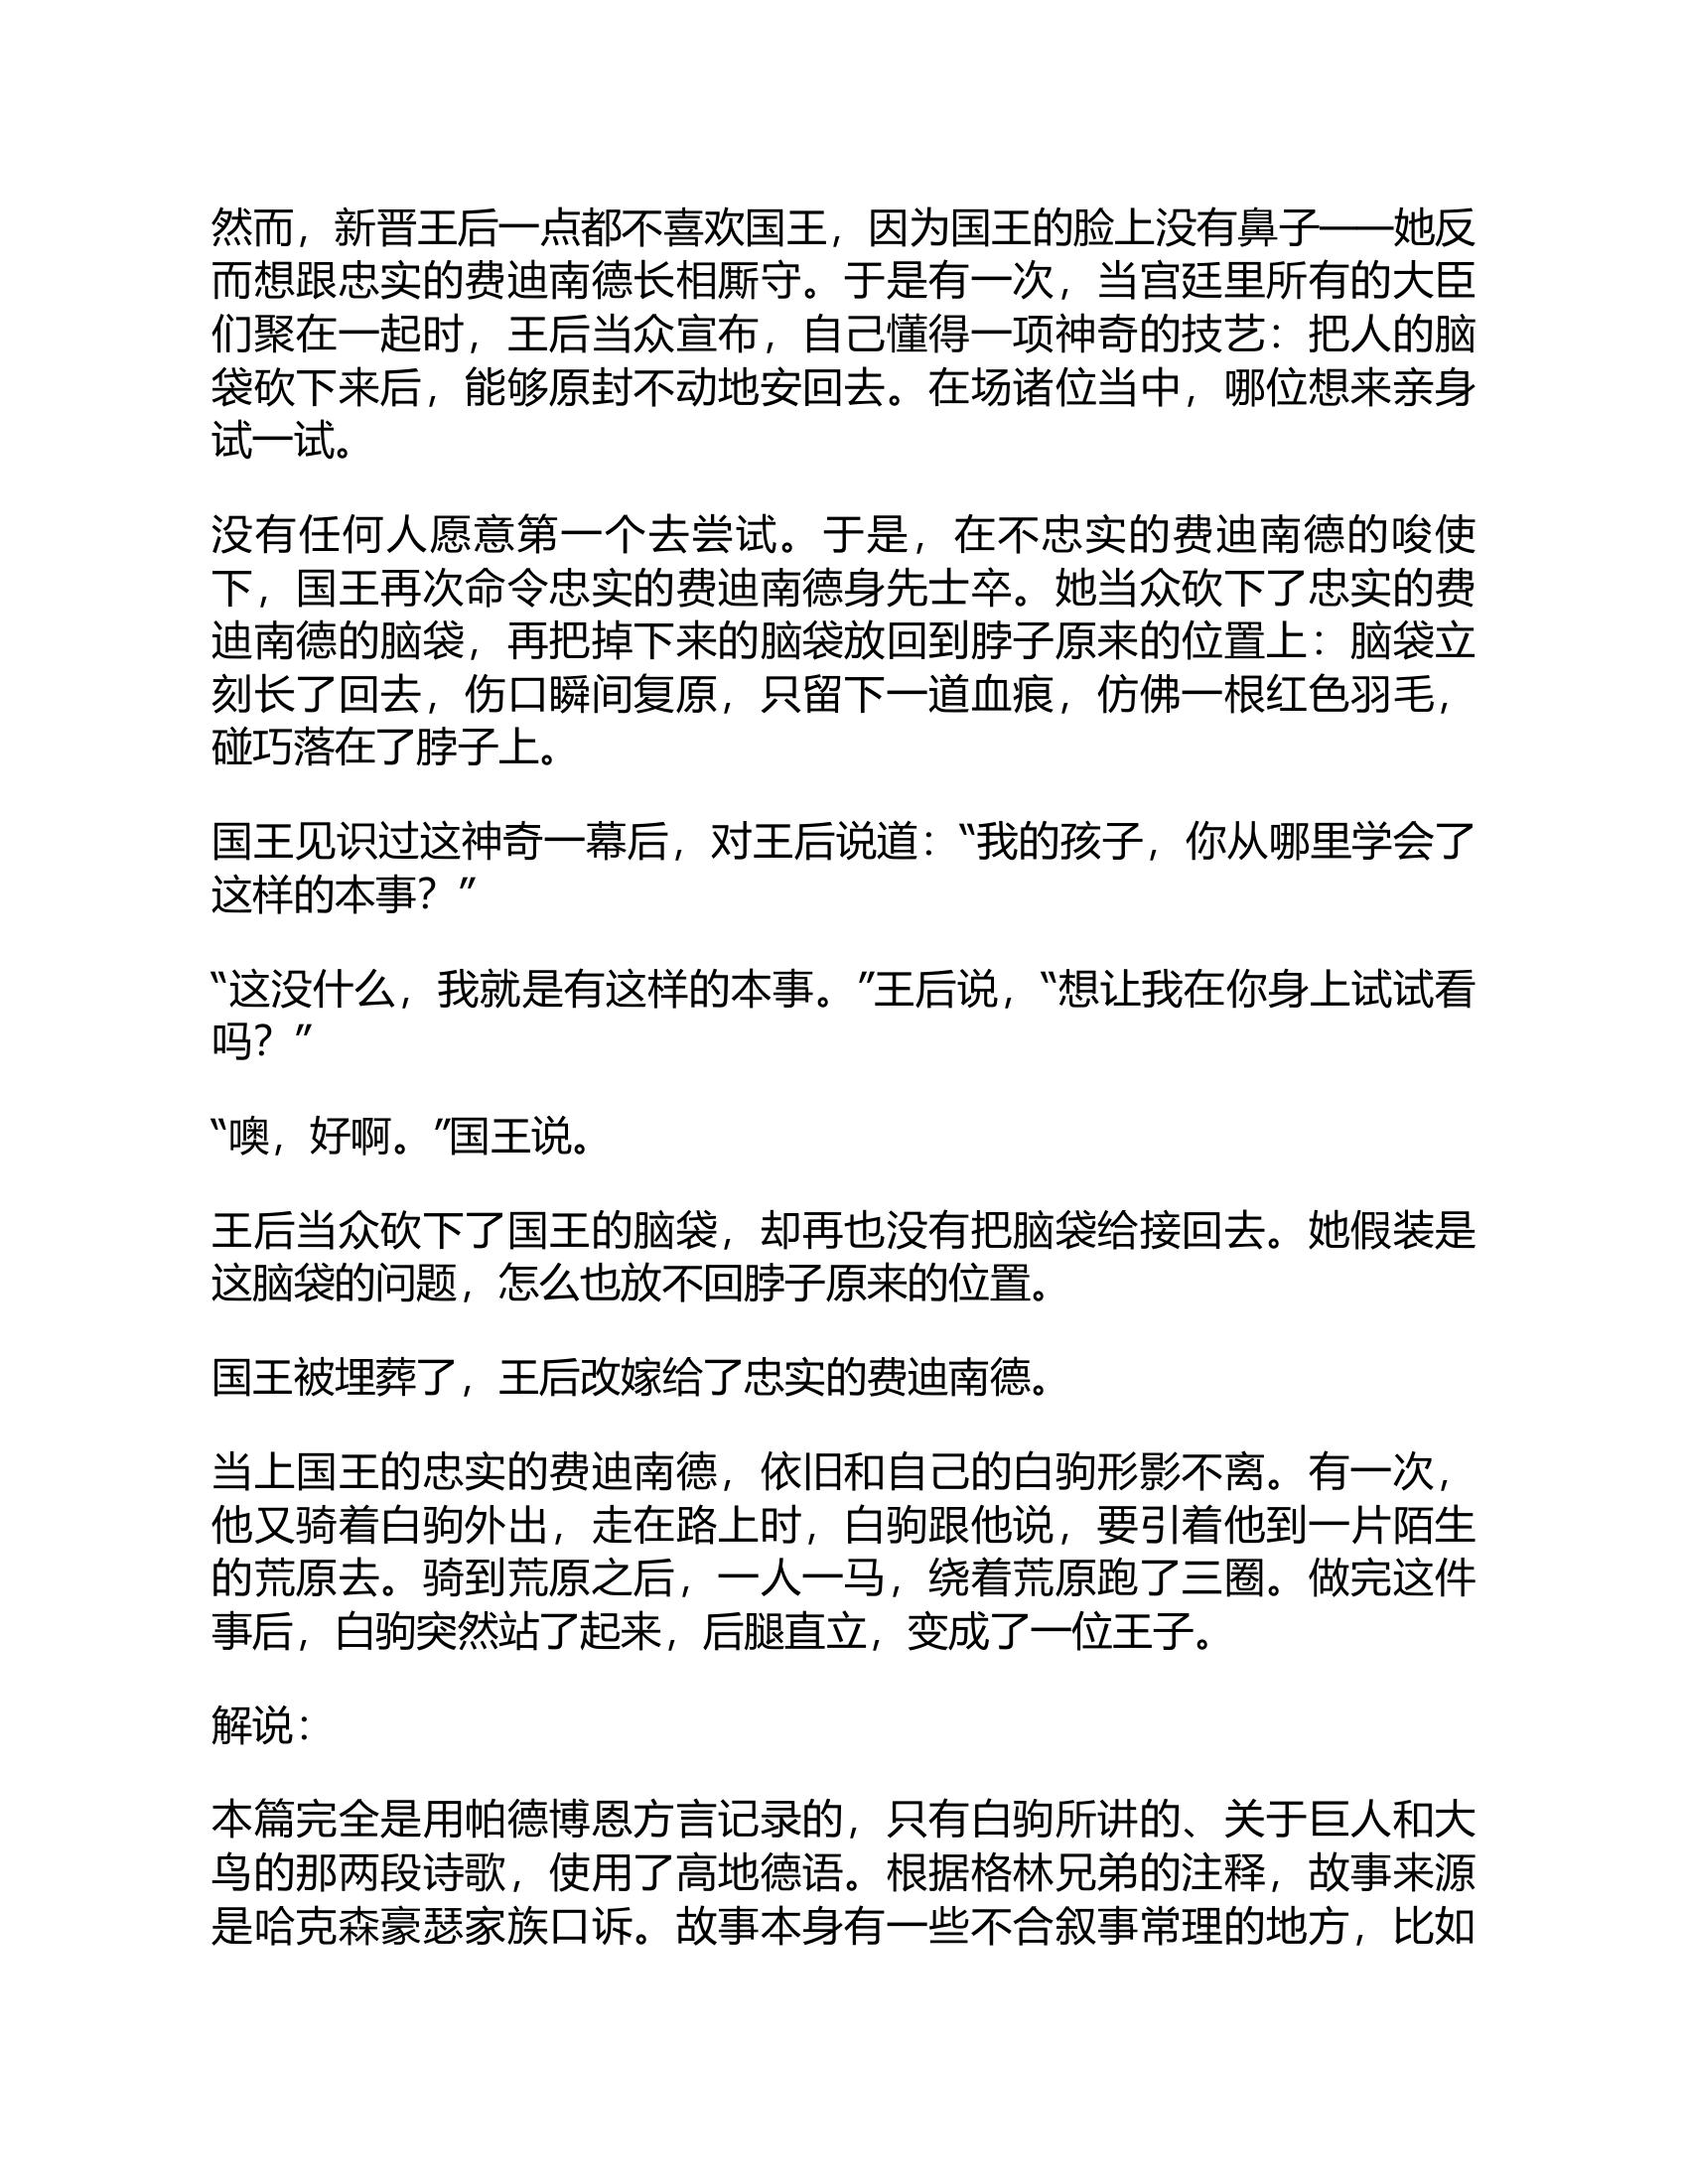 然而，新晋王后一点都不喜欢国王，因为国王的脸上没有鼻子——她反
而想跟忠实的费迪南德长相厮守。于是有一次，当宫廷里所有的大臣
们聚在一起时，王后当众宣布，自己懂得一项神奇的技艺：把人的脑
袋砍下来后，能够原封不动地安回去。在场诸位当中，哪位想来亲身
试一试。
没有任何人愿意第一个去尝试。于是，在不忠实的费迪南德的唆使
下，国王再次命令忠实的费迪南德身先士卒。她当众砍下了忠实的费
迪南德的脑袋，再把掉下来的脑袋放回到脖子原来的位置上：脑袋立
刻长了回去，伤口瞬间复原，只留下一道血痕，仿佛一根红色羽毛，
碰巧落在了脖子上。
国王见识过这神奇一幕后，对王后说道：“我的孩子，你从哪里学会了
这样的本事？”
“这没什么，我就是有这样的本事。”王后说，“想让我在你身上试试看
吗？”
“噢，好啊。”国王说。
王后当众砍下了国王的脑袋，却再也没有把脑袋给接回去。她假装是
这脑袋的问题，怎么也放不回脖子原来的位置。
国王被埋葬了，王后改嫁给了忠实的费迪南德。
当上国王的忠实的费迪南德，依旧和自己的白驹形影不离。有一次，
他又骑着白驹外出，走在路上时，白驹跟他说，要引着他到一片陌生
的荒原去。骑到荒原之后，一人一马，绕着荒原跑了三圈。做完这件
事后，白驹突然站了起来，后腿直立，变成了一位王子。
解说：
本篇完全是用帕德博恩方言记录的，只有白驹所讲的、关于巨人和大
鸟的那两段诗歌，使用了高地德语。根据格林兄弟的注释，故事来源
是哈克森豪瑟家族口诉。故事本身有一些不合叙事常理的地方，比如